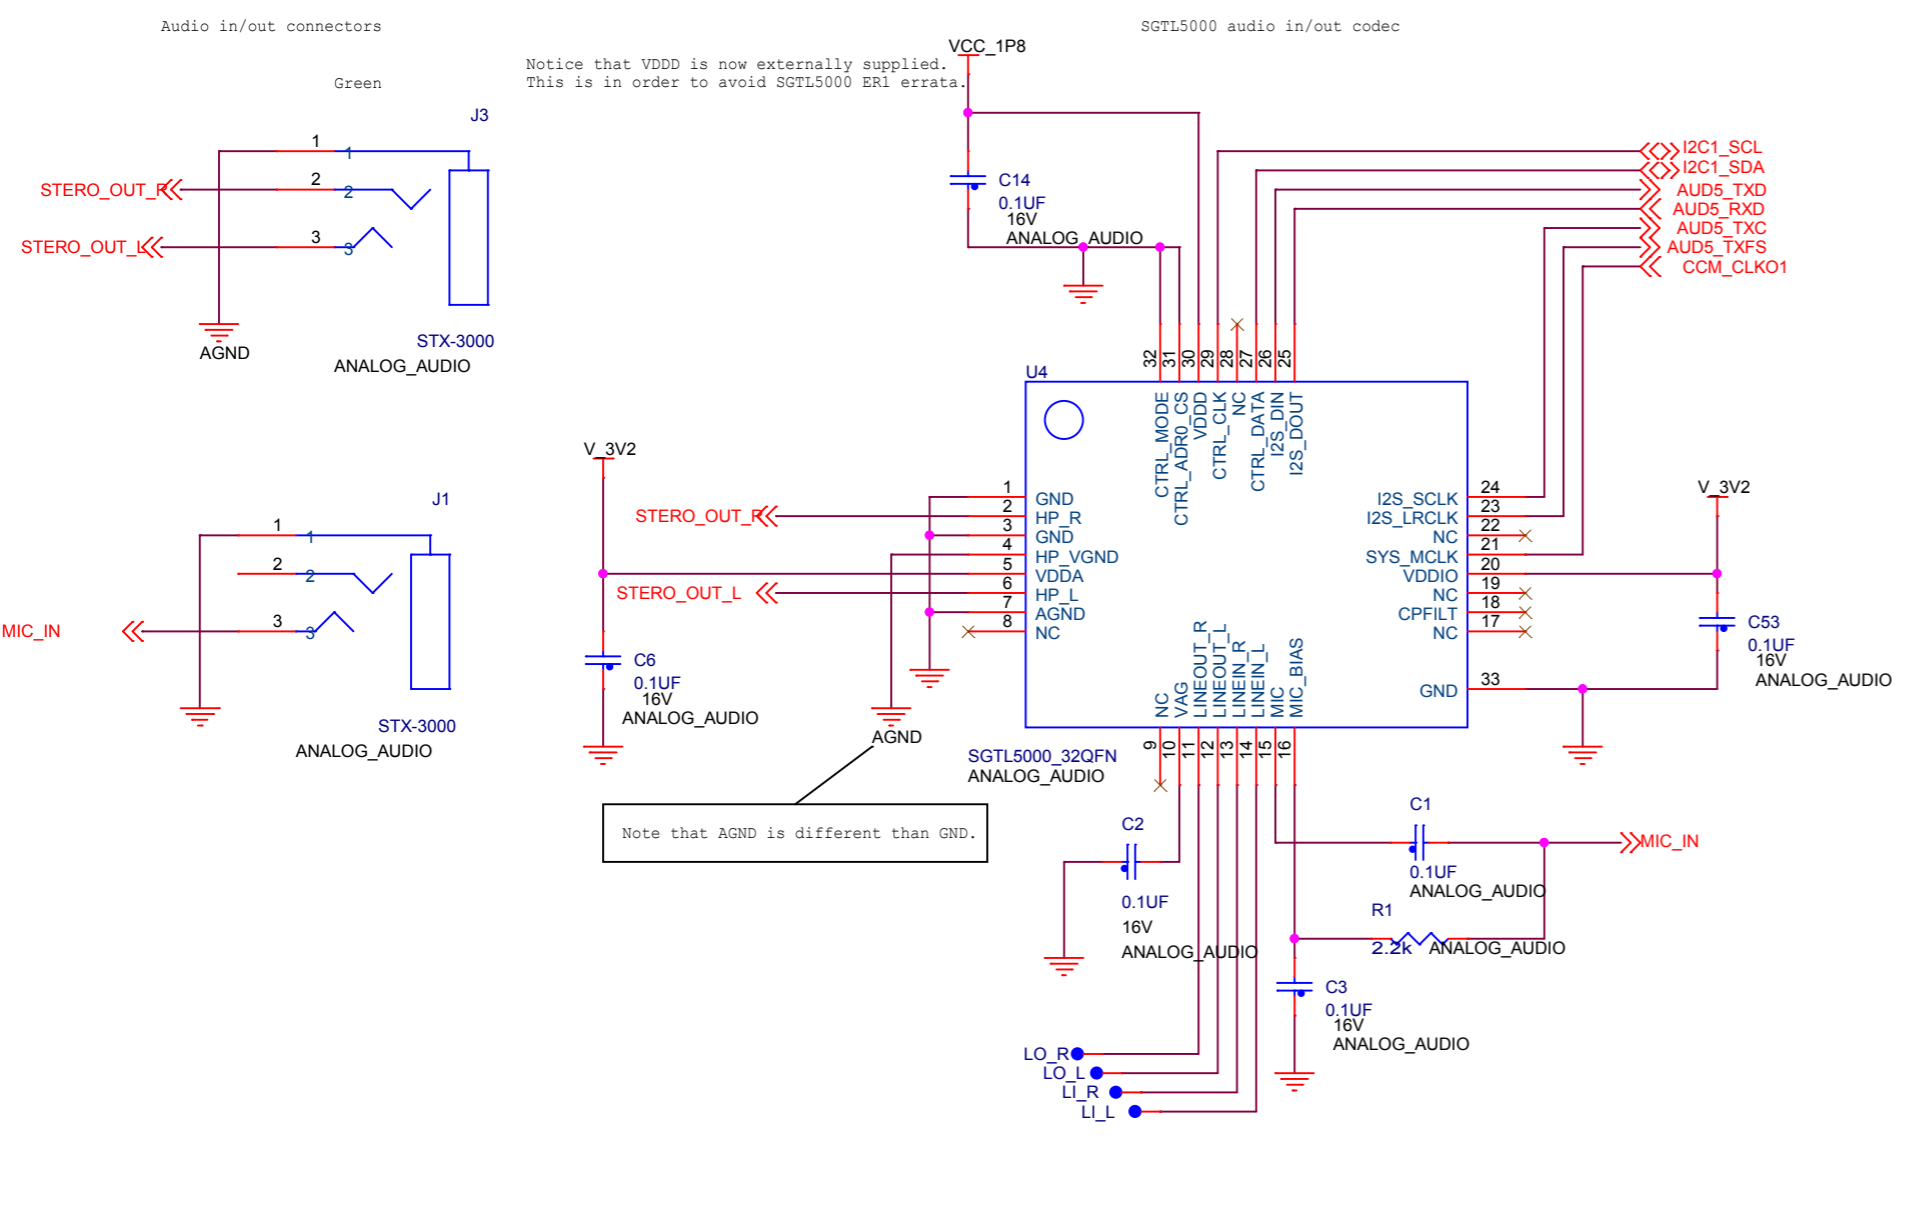 Audio in/out connectors
SGTL5000 audio in/out codec
VCC_1P8
Notice that VDDD is now externally supplied.
This is in order to avoid SGTL5000 ER1 errata.
Green
J3
1
1
2
2
3
3
STERO_OUT_R
STERO_OUT_L
AGND
STX-3000
ANALOG_AUDIO
C14
0.1UF
16V
ANALOG_AUDIO
I2C1_SCL
I2C1_SDA
AUD5_TXD
AUD5_RXD
AUD5_TXC
AUD5_TXFS
CCM_CLKO1
U4
32
31
30
29
28
27
26
25
CTRL_MODE
CTRL_ADR0_CS
VDDD
CTRL_CLK
NC
CTRL_DATA
I2S_DIN
I2S_DOUT
J1
1
1
2
2
3
3
MIC_IN
STX-3000
ANALOG_AUDIO
V_3V2
STERO_OUT_R
STERO_OUT_L
C6
0.1UF
16V
ANALOG_AUDIO
AGND
Note that AGND is different than GND.
1 GND
2 HP_R
3 GND
4 HP_VGND
5 VDDA
6 HP_L
7 AGND
8 NC
I2S_SCLK 24
I2S_LRCLK 23
NC 22
SYS_MCLK 21
VDDIO 20
NC 19
CPFILT 18
NC 17
GND 33
V_3V2
C53
0.1UF
16V
ANALOG_AUDIO
NC
VAG
LINEOUT_R
LINEOUT_L
LINEIN_R
LINEIN_L
MIC
MIC_BIAS
9
10
11
12
13
14
15
16
SGTL5000_32QFN
ANALOG_AUDIO
C2
0.1UF
16V
ANALOG_AUDIO
C1
0.1UF
ANALOG_AUDIO
MIC_IN
R1
2.2k ANALOG_AUDIO
C3
0.1UF
16V
ANALOG_AUDIO
LO_R
LO_L
LI_R
LI_L